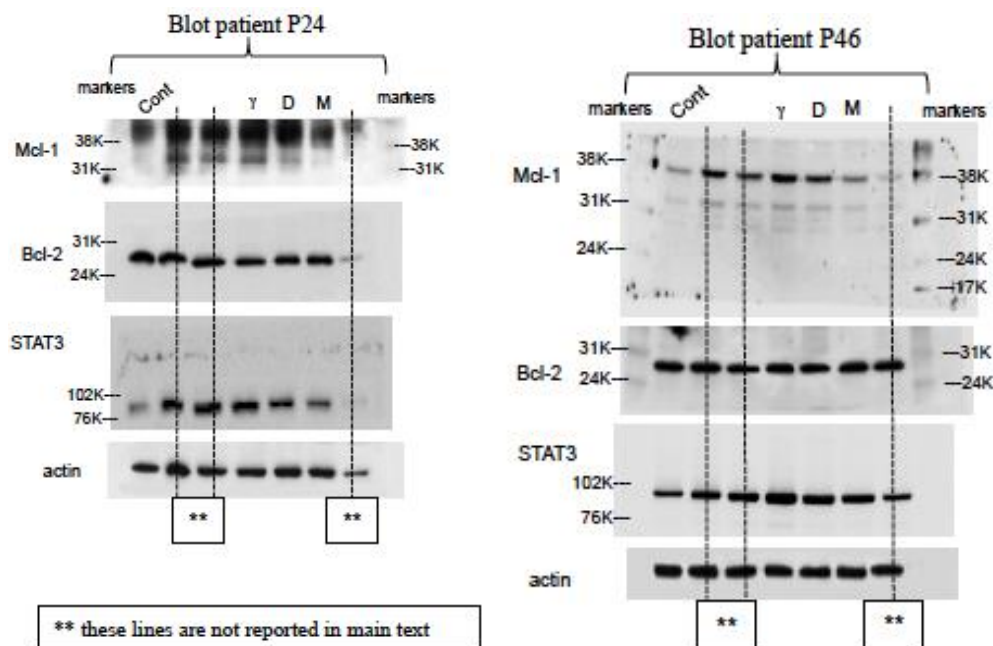 Blot patient P24
markers Cont γ D M markers
Mcl-1 38K— —38K
31K— —31K
31K—
Bcl-2
24K—
STAT3
102K—
76K—
actin
** **
Blot patient P46
markers Cont γ D M markers
38K—
Mcl-1 —38K
31K—
—31K
24K— —24K
—17K
31K— —31K
Bcl-2
24K— —24K
STAT3
102K—
76K—
actin
** **
** these lines are not reported in main text